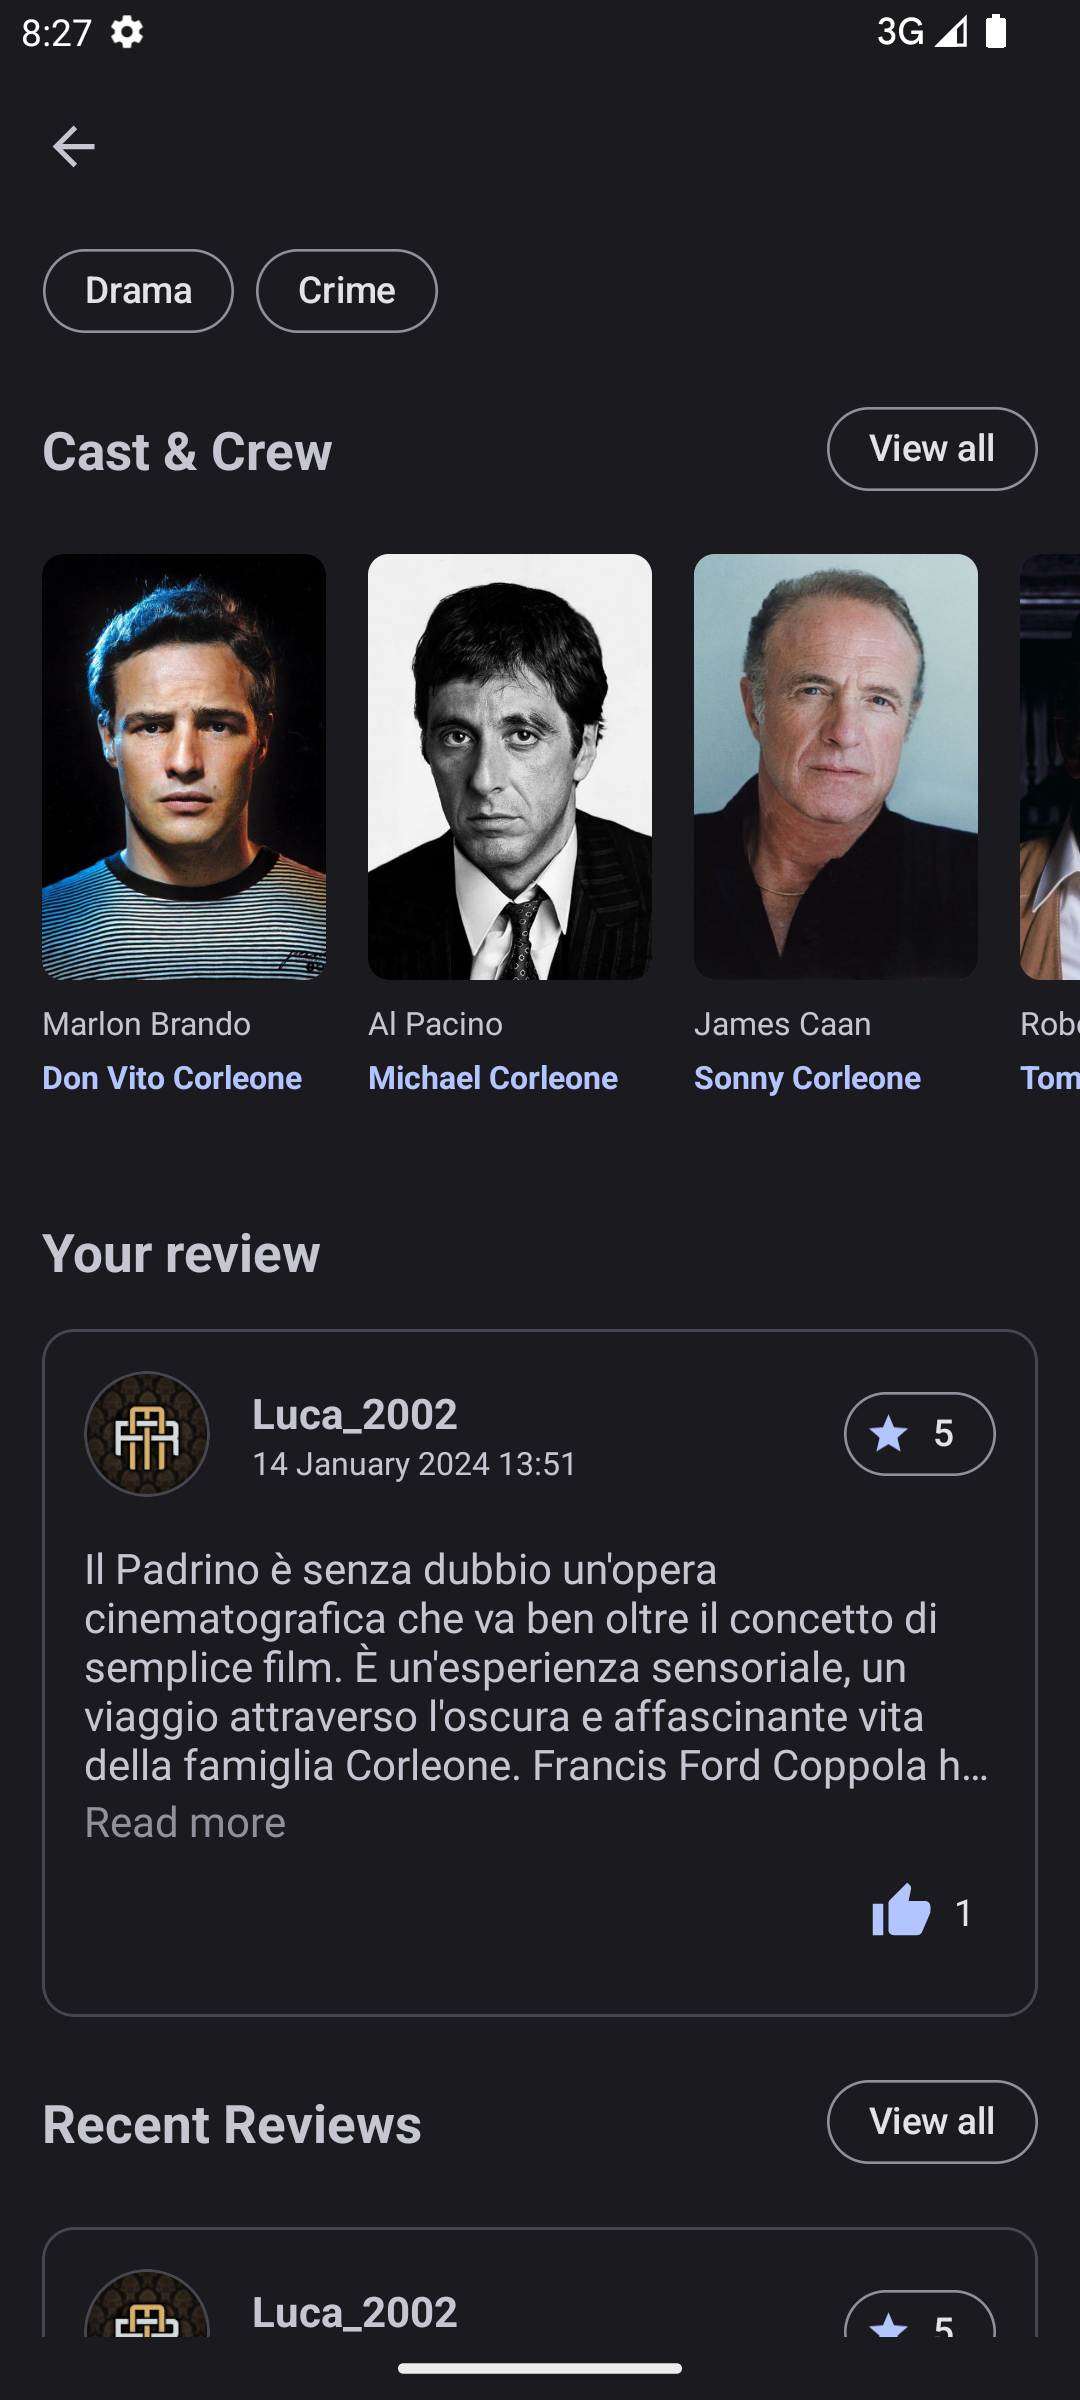 8:27
3G
Drama
Crime
Cast & Crew
View all
Marlon Brando
Don Vito Corleone
Al Pacino
Michael Corleone
James Caan
Sonny Corleone
Robe
Tom
Your review
Luca_2002
14 January 2024 13:51
5
Il Padrino è senza dubbio un'opera
cinematografica che va ben oltre il concetto di
semplice film. È un'esperienza sensoriale, un
viaggio attraverso l'oscura e affascinante vita
della famiglia Corleone. Francis Ford Coppola h...
Read more
1
Recent Reviews
View all
Luca_2002
5